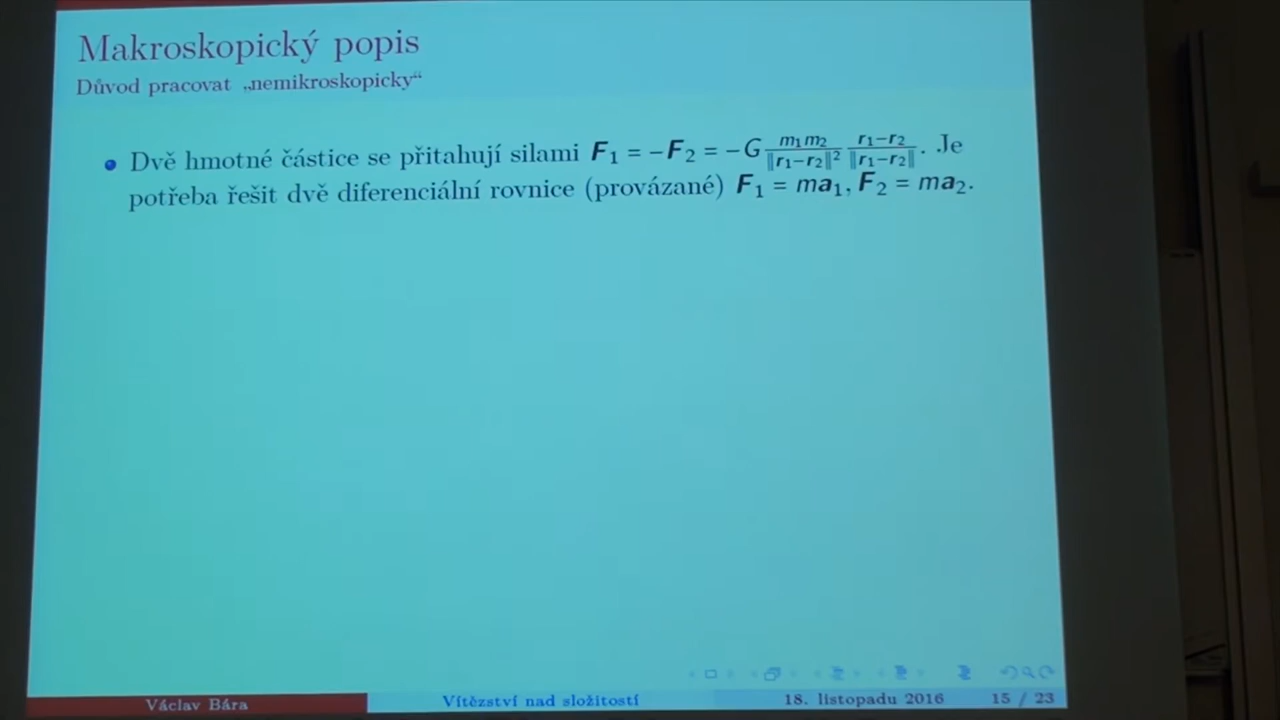 Makroskopický popis
Důvod pracovat „nemikroskopicky“
Dvě hmotné částice se přitahují silami F₁ = −F₂ = −G \frac{m₁m₂}{‖r₁−r₂‖²} \frac{r₁−r₂}{‖r₁−r₂‖}. Je
potřeba řešit dvě diferenciální rovnice (provázané) F₁ = ma₁, F₂ = ma₂.
Václav Bára Vítězství nad složitostí 18. listopadu 2016 15 / 23